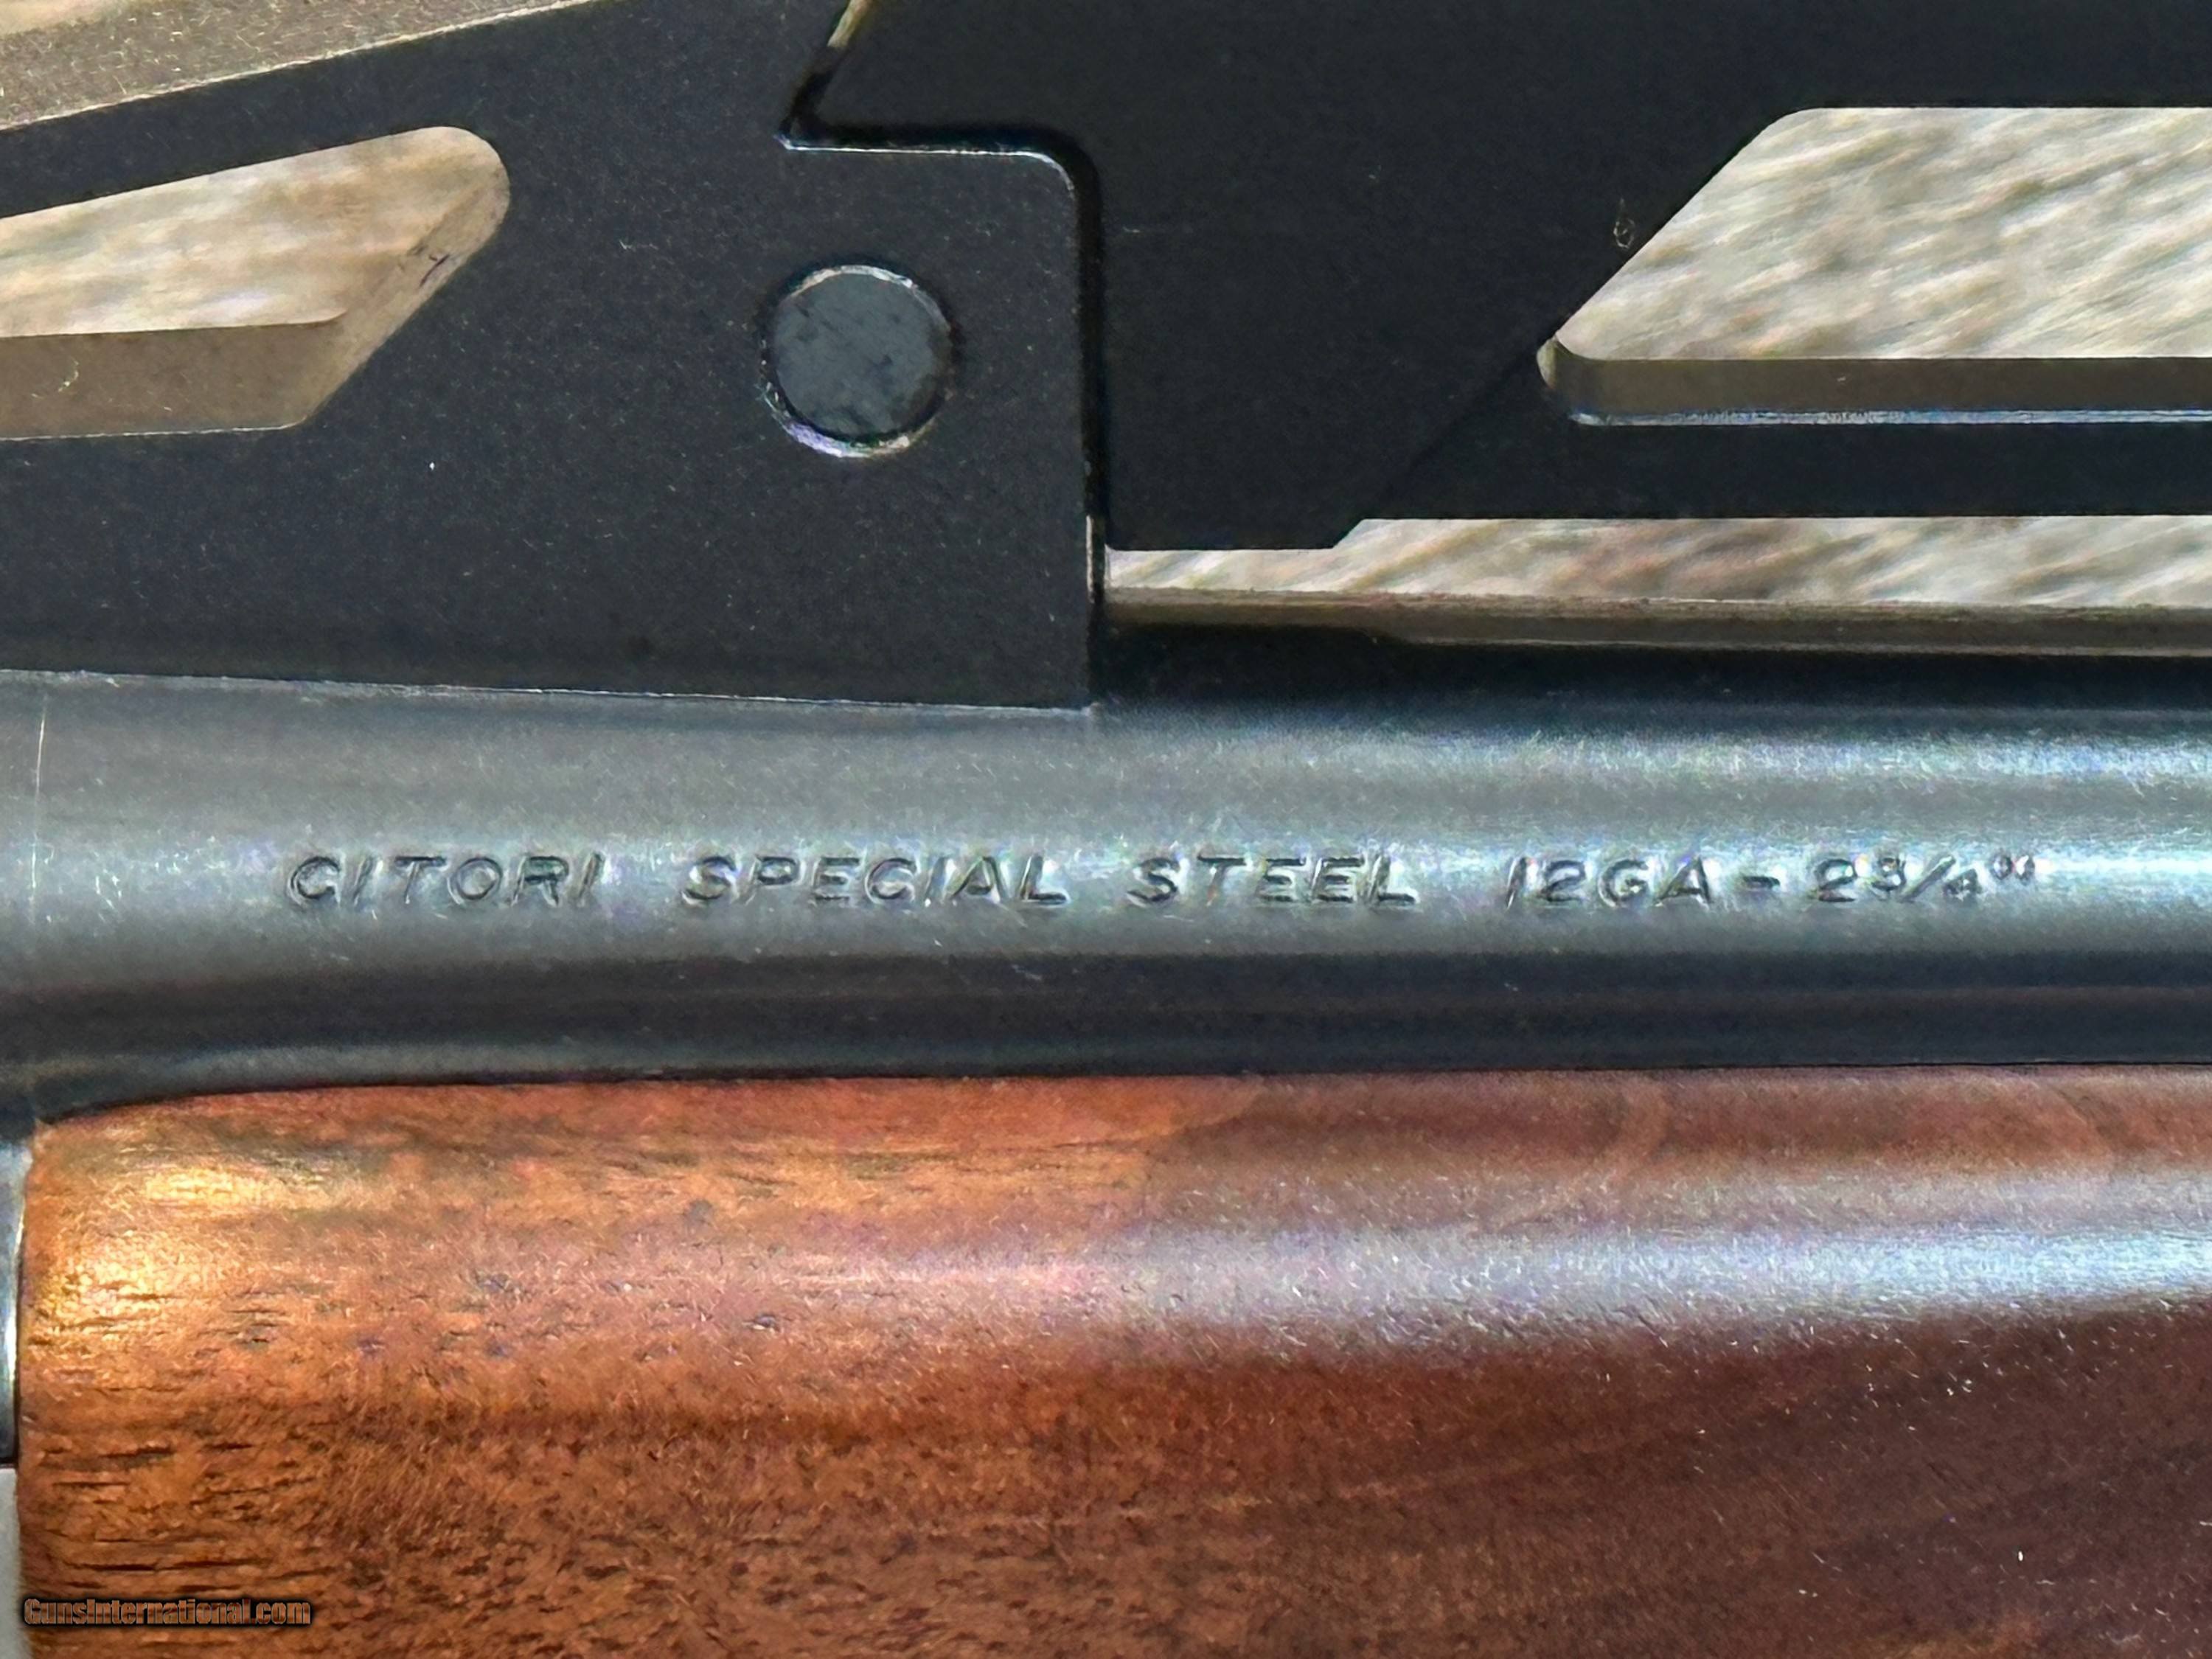 CITORI SPECIAL STEEL 12GA-2 3/4"
GunsInternational.com